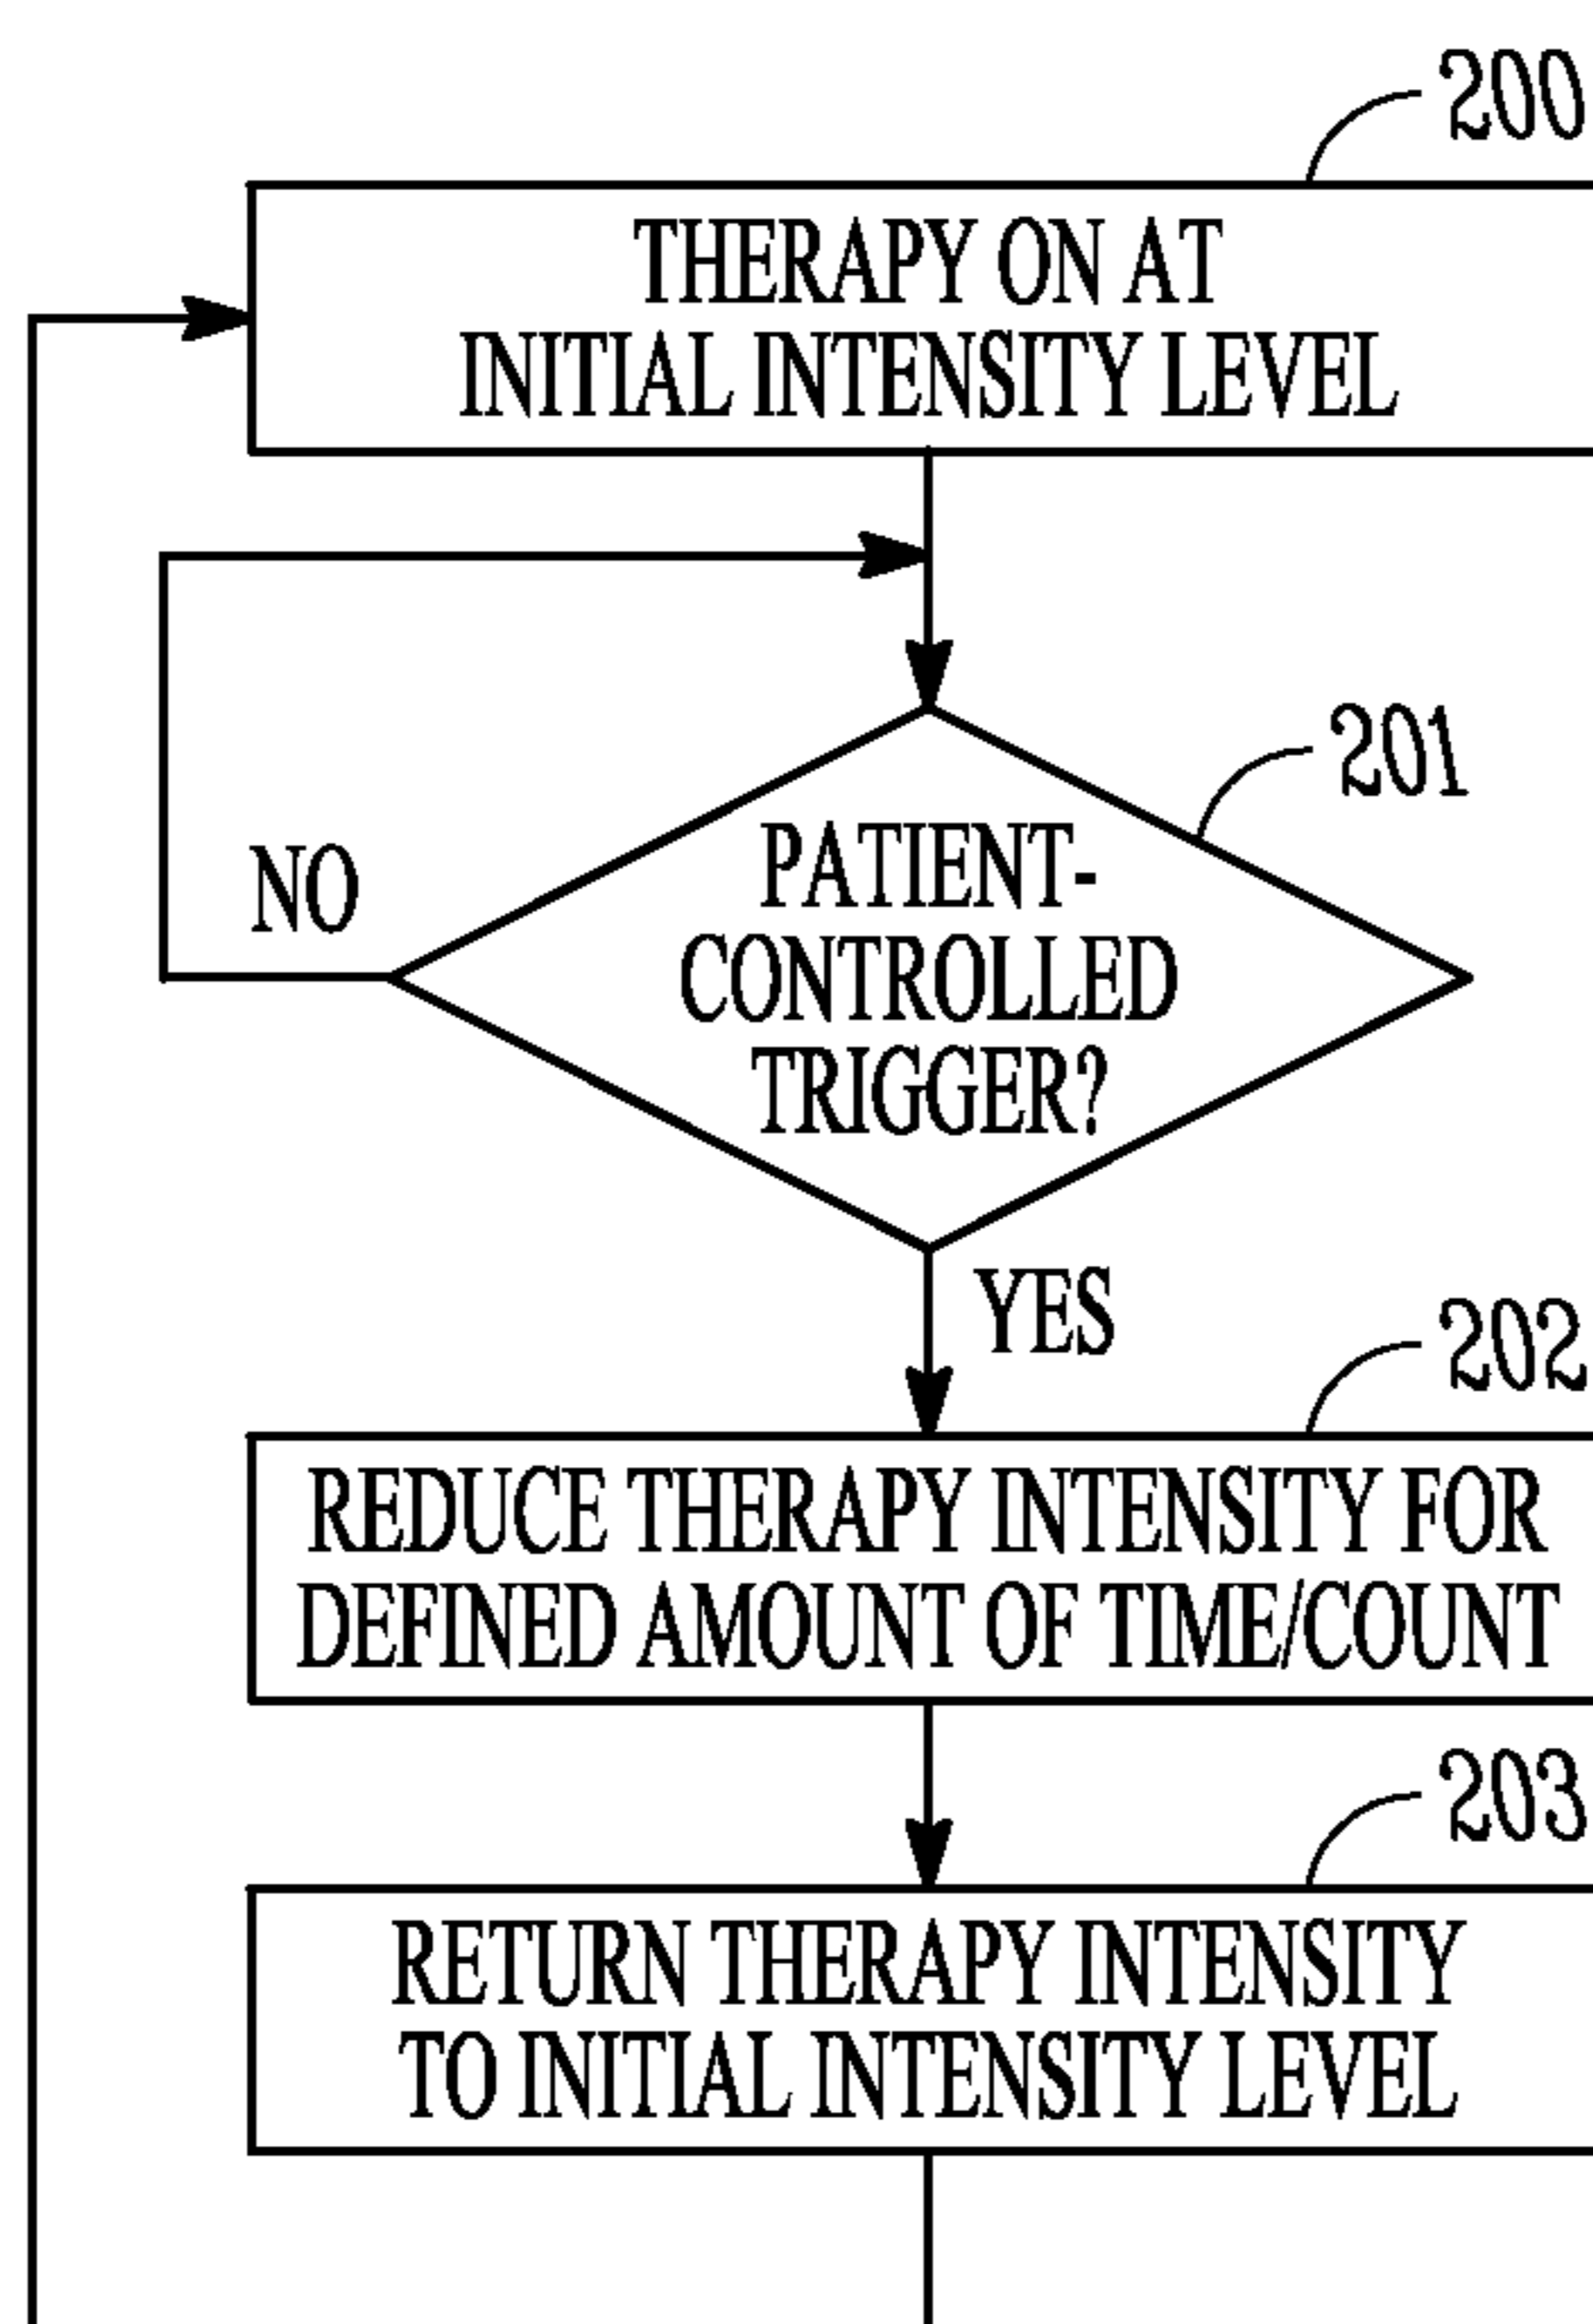 200
THERAPY ON AT
INITIAL INTENSITY LEVEL
201
PATIENT-
CONTROLLED
TRIGGER?
NO
YES
202
REDUCE THERAPY INTENSITY FOR
DEFINED AMOUNT OF TIME/COUNT
203
RETURN THERAPY INTENSITY
TO INITIAL INTENSITY LEVEL